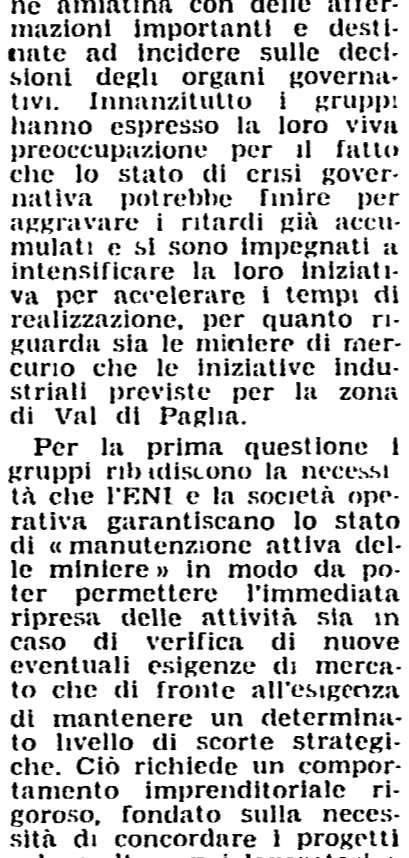 ne amiatina con delle affer-
mazioni importanti e desti-
nate ad incidere sulle deci-
sioni degli organi governa-
tivi. Innanzitutto i gruppi
hanno espresso la loro viva
preoccupazione per il fatto
che lo stato di crisi gover-
nativa potrebbe finire per
aggravare i ritardi già accu-
mulati e si sono impegnati a
intensificare la loro iniziati-
va per accelerare i tempi di
realizzazione, per quanto ri-
guarda sia le miniere di mer-
curio che le iniziative indu-
striali previste per la zona
di Val di Paglia.
Per la prima questione i
gruppi ribadiscono la necessi
tà che l'ENI e la società ope-
rativa garantiscano lo stato
di «manutenzione attiva del-
le miniere» in modo da po-
ter permettere l'immediata
ripresa delle attività sia in
caso di verifica di nuove
eventuali esigenze di merca-
to che di fronte all'esigenza
di mantenere un determina-
to livello di scorte strategi-
che. Ciò richiede un compor-
tamento imprenditoriale ri-
goroso, fondato sulla neces-
sità di concordare i progetti